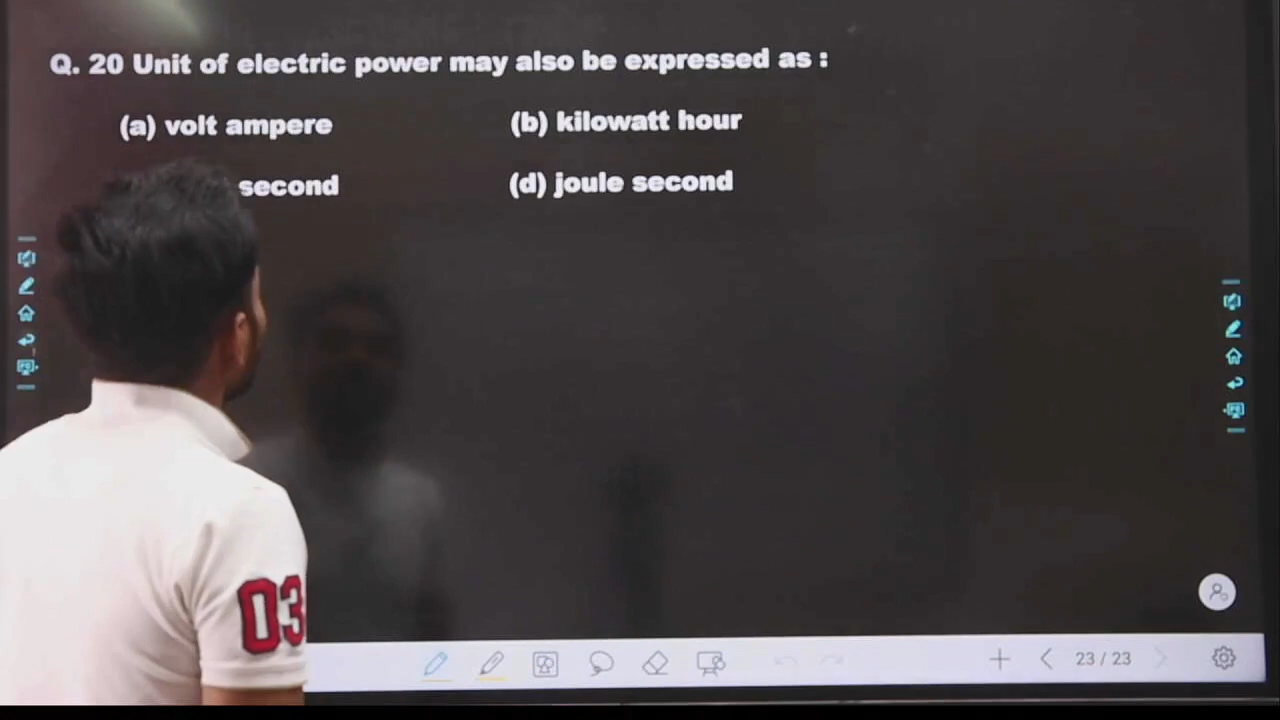 Q. 20 Unit of electric power may also be expressed as :
(a) volt ampere (b) kilowatt hour
second (d) joule second
03
23 / 23